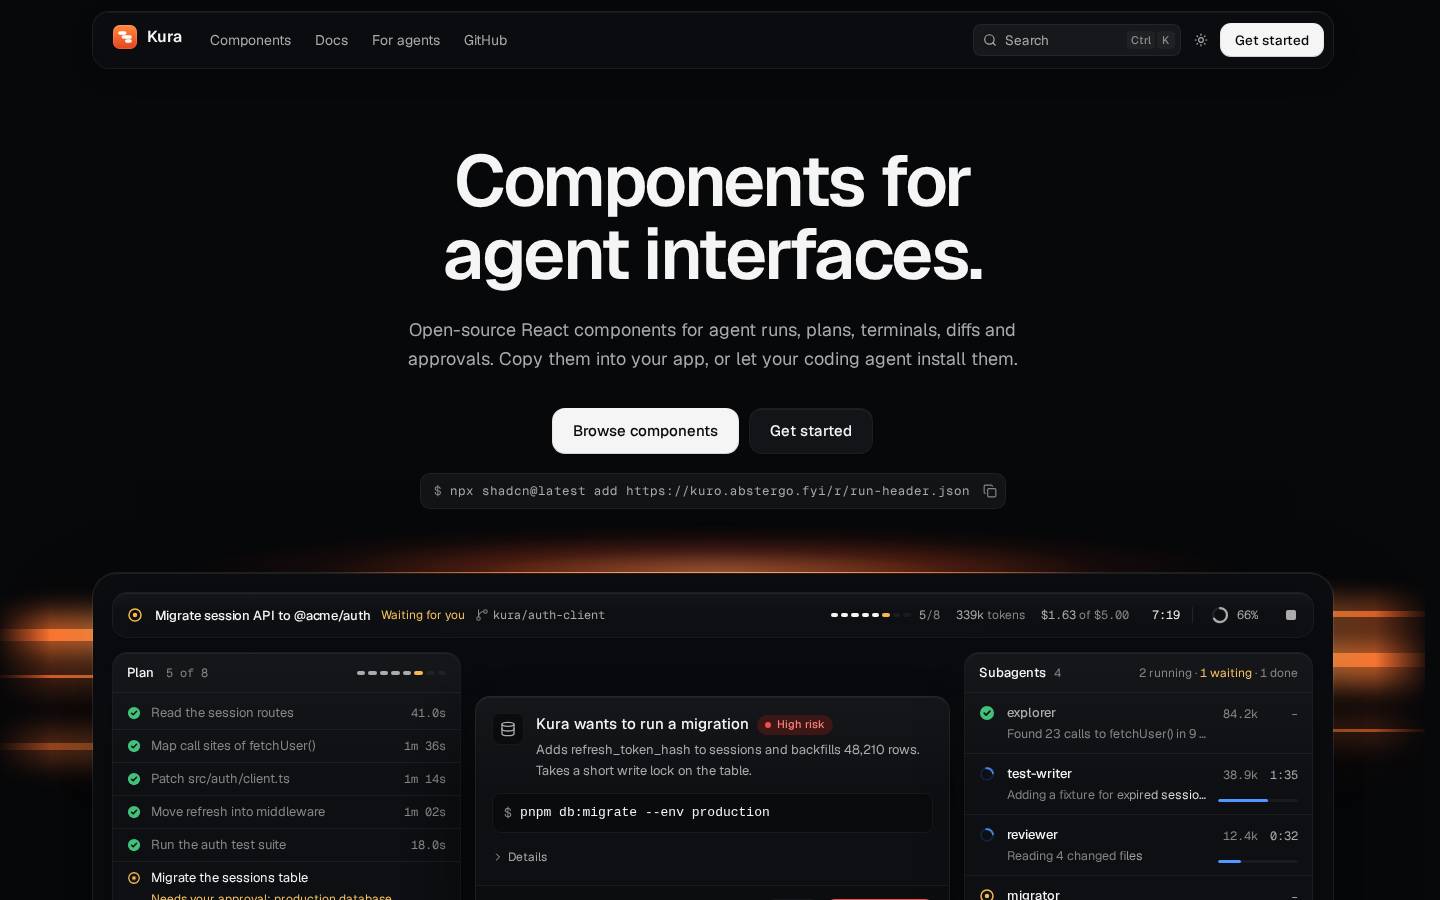 Kura
Components
Docs
For agents
GitHub
Search
Ctrl K
Get started
Components for
agent interfaces.
Open-source React components for agent runs, plans, terminals, diffs and
approvals. Copy them into your app, or let your coding agent install them.
Browse components
Get started
$ npx shadcn@latest add https://kuro.abstergo.fyi/r/run-header.json
Migrate session API to @acme/auth Waiting for you kura/auth-client 5/8 339k tokens $1.63 of $5.00 7:19 66%
Plan 5 of 8
Read the session routes 41.0s
Map call sites of fetchUser() 1m 36s
Patch src/auth/client.ts 1m 14s
Move refresh into middleware 1m 02s
Run the auth test suite 18.0s
Migrate the sessions table
Needs your approval: production database
Kura wants to run a migration High risk
Adds refresh_token_hash to sessions and backfills 48,210 rows.
Takes a short write lock on the table.
$ pnpm db:migrate --env production
Details
Subagents 4 2 running · 1 waiting · 1 done
explorer 84.2k –
Found 23 calls to fetchUser() in 9 …
test-writer 38.9k 1:35
Adding a fixture for expired sessio…
reviewer 12.4k 0:32
Reading 4 changed files
migrator –